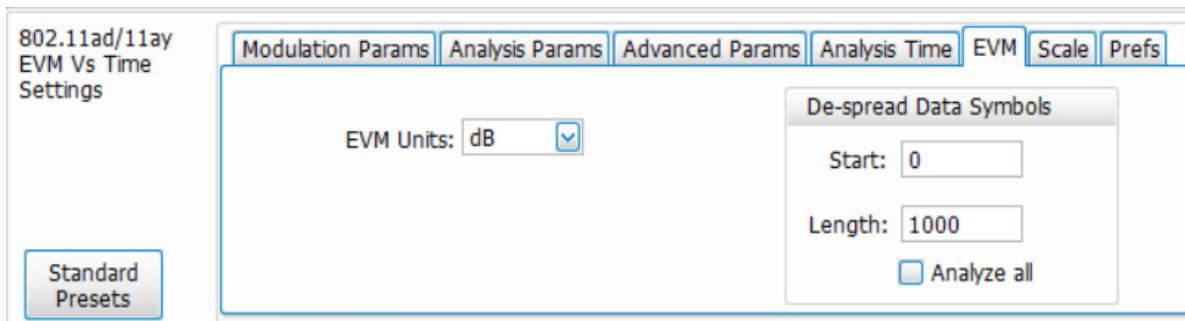 802.11ad/11ay
EVM Vs Time
Settings
Modulation Params Analysis Params Advanced Params Analysis Time EVM Scale Prefs
De-spread Data Symbols
EVM Units: dB
Start: 0
Length: 1000
Analyze all
Standard
Presets